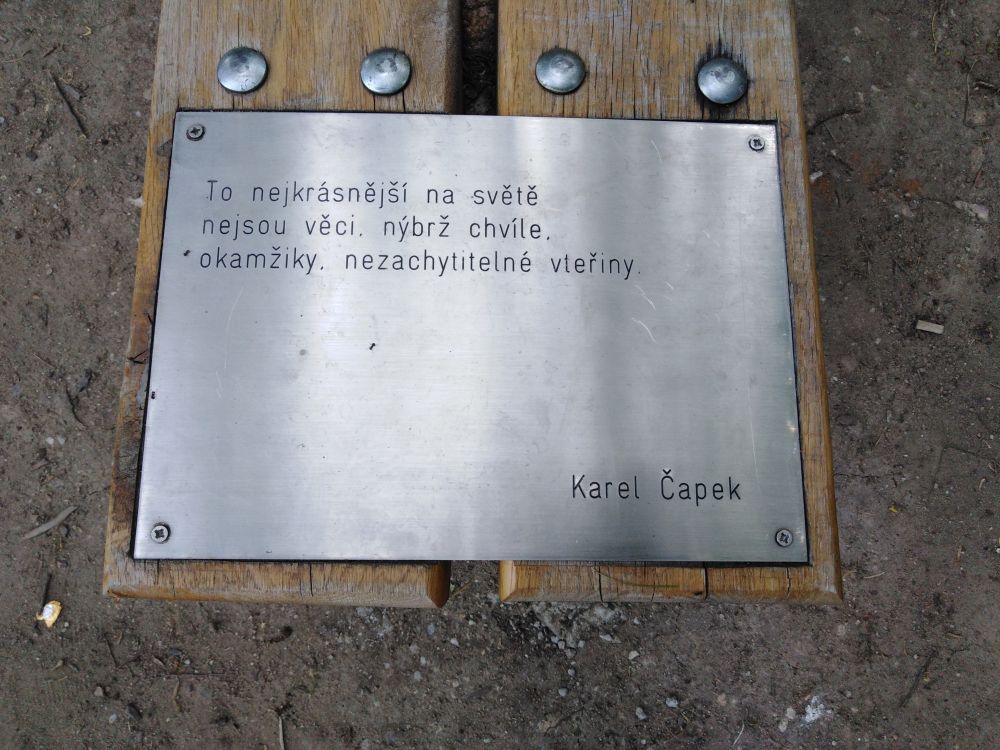 To nejkrásnější na světě
nejsou věci, nýbrž chvíle,
okamžiky, nezachytitelné vteřiny.
Karel Čapek